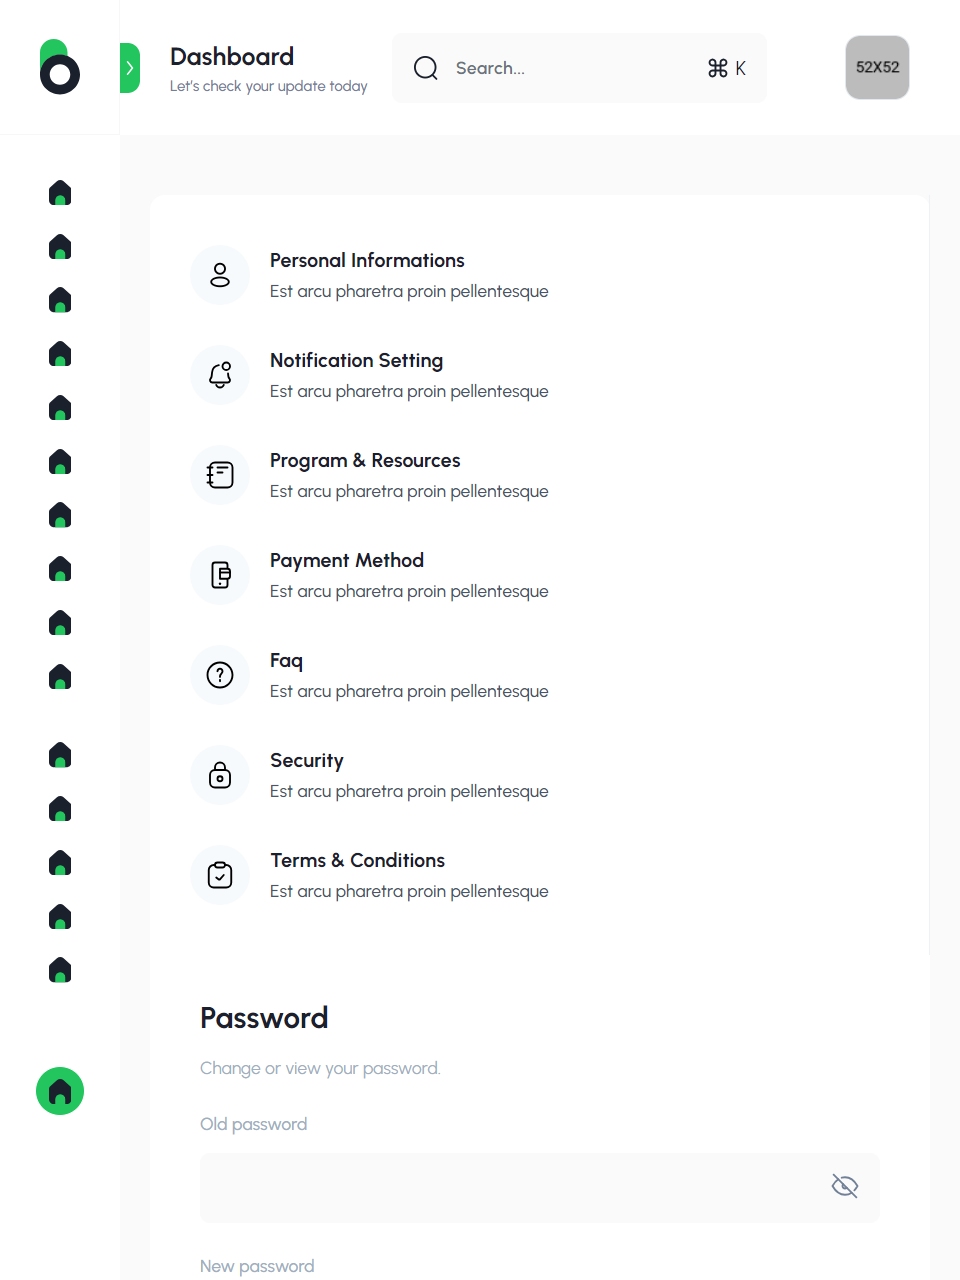 Dashboard
Let's check your update today
Search...
⌘ K
52X52
Personal Informations
Est arcu pharetra proin pellentesque
Notification Setting
Est arcu pharetra proin pellentesque
Program & Resources
Est arcu pharetra proin pellentesque
Payment Method
Est arcu pharetra proin pellentesque
Faq
Est arcu pharetra proin pellentesque
Security
Est arcu pharetra proin pellentesque
Terms & Conditions
Est arcu pharetra proin pellentesque
Password
Change or view your password.
Old password
New password